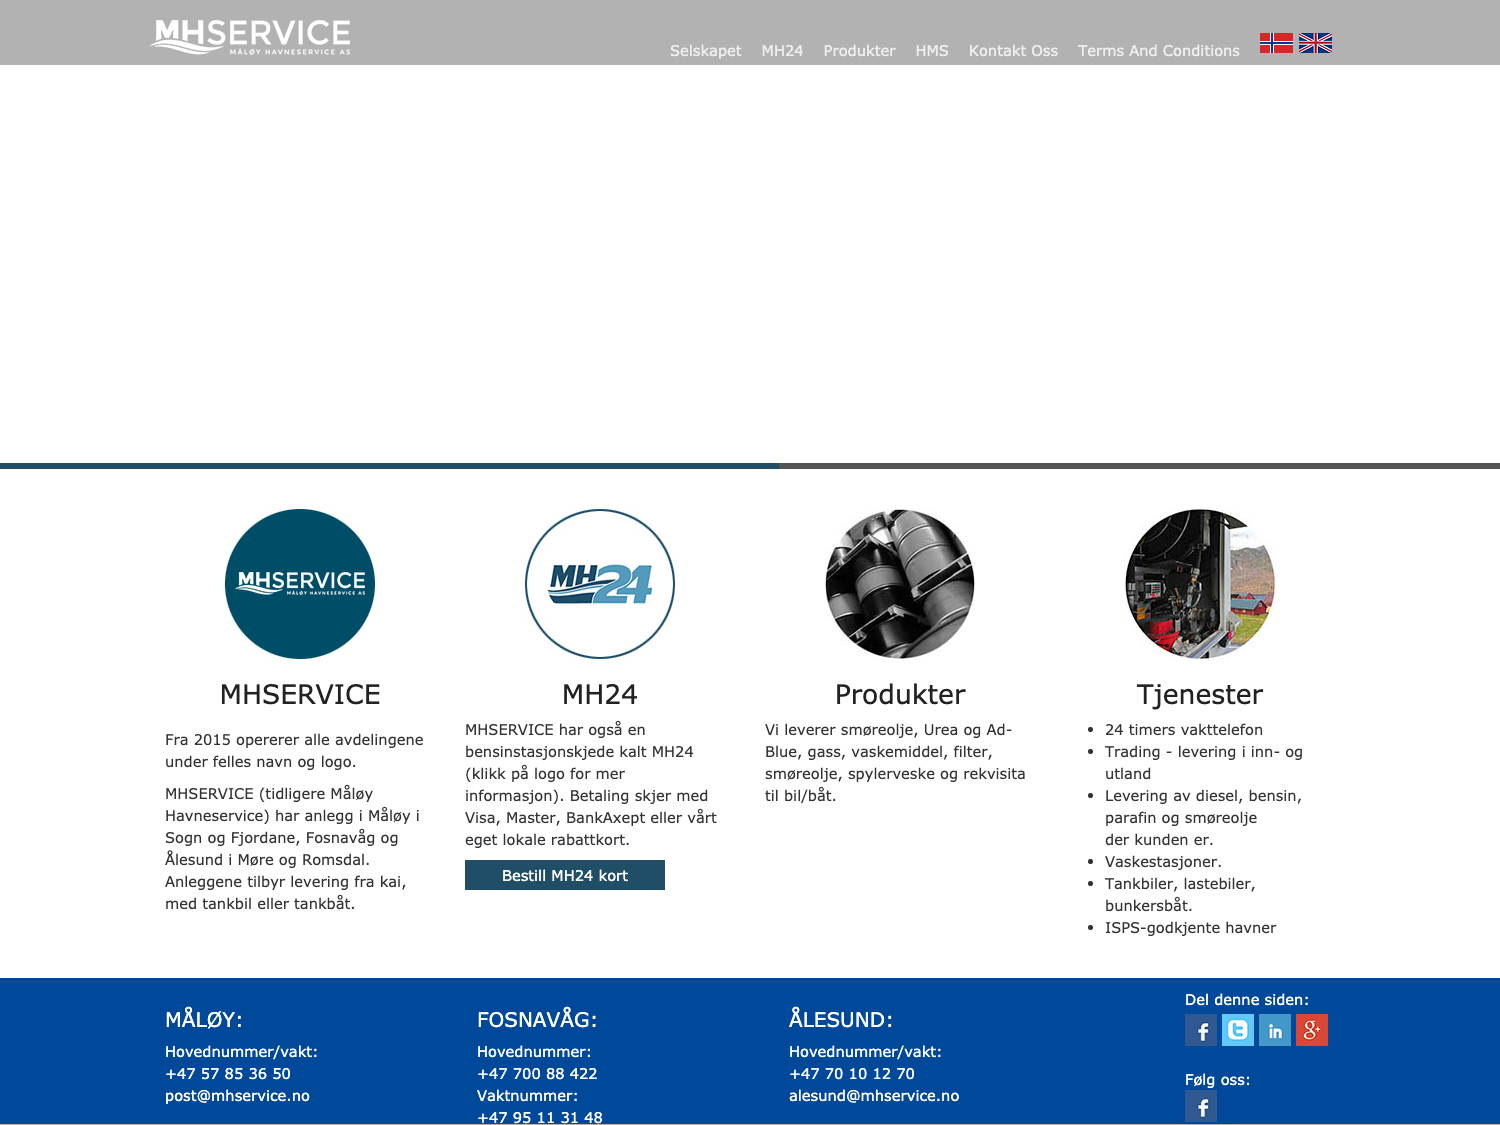 MHSERVICE
MÅLØY HAVNESERVICE AS
Selskapet MH24 Produkter HMS Kontakt Oss Terms And Conditions
MHSERVICE
MÅLØY HAVNESERVICE AS
MH24
MHSERVICE
Fra 2015 opererer alle avdelingene
under felles navn og logo.
MHSERVICE (tidligere Måløy
Havneservice) har anlegg i Måløy i
Sogn og Fjordane, Fosnavåg og
Ålesund i Møre og Romsdal.
Anleggene tilbyr levering fra kai,
med tankbil eller tankbåt.
MH24
MHSERVICE har også en
bensinstasjonskjede kalt MH24
(klikk på logo for mer
informasjon). Betaling skjer med
Visa, Master, BankAxept eller vårt
eget lokale rabattkort.
Bestill MH24 kort
Produkter
Vi leverer smøreolje, Urea og Ad-
Blue, gass, vaskemiddel, filter,
smøreolje, spylerveske og rekvisita
til bil/båt.
Tjenester
• 24 timers vakttelefon
• Trading - levering i inn- og
utland
• Levering av diesel, bensin,
parafin og smøreolje
der kunden er.
• Vaskestasjoner.
• Tankbiler, lastebiler,
bunkersbåt.
• ISPS-godkjente havner
MÅLØY:
Hovednummer/vakt:
+47 57 85 36 50
post@mhservice.no
FOSNAVÅG:
Hovednummer:
+47 700 88 422
Vaktnummer:
+47 95 11 31 48
ÅLESUND:
Hovednummer/vakt:
+47 70 10 12 70
alesund@mhservice.no
Del denne siden:
Følg oss: